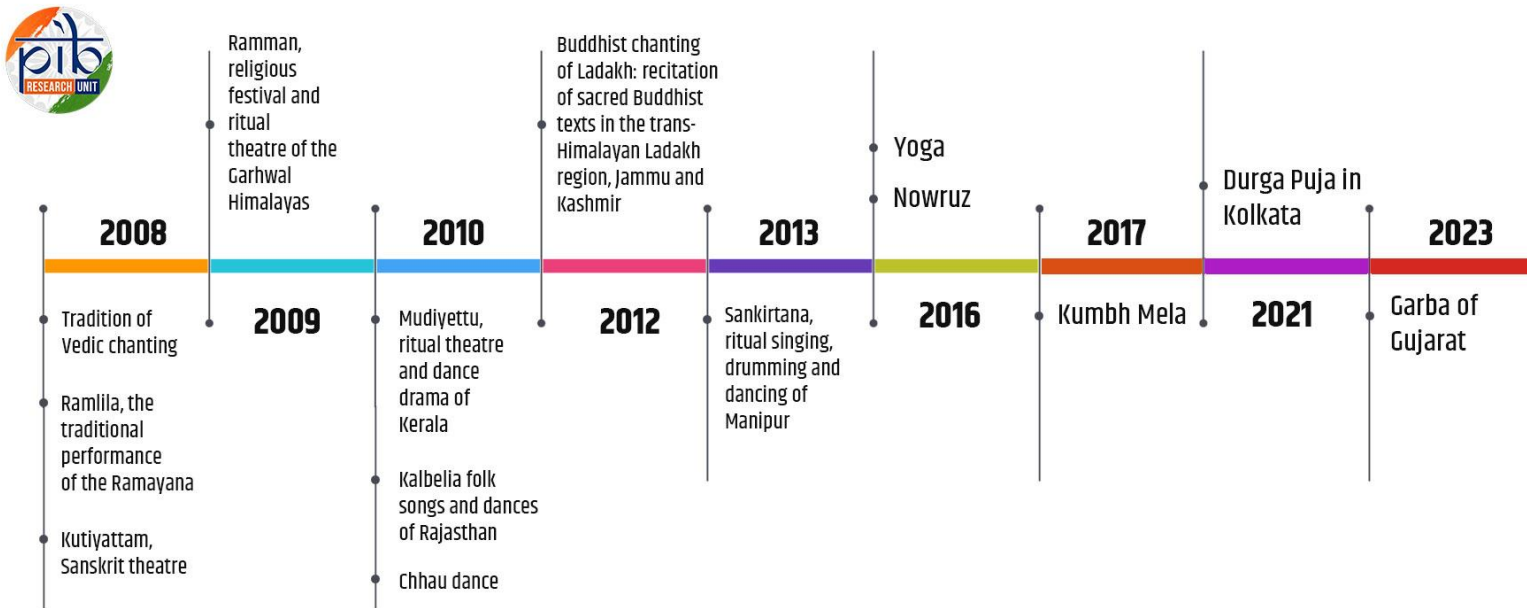 pib
RESEARCH UNIT
2008
Tradition of
Vedic chanting
Ramlila, the
traditional
performance
of the Ramayana
Kutiyattam,
Sanskrit theatre
Ramman,
religious
festival and
ritual
theatre of the
Garhwal
Himalayas
2009
2010
Mudiyettu,
ritual theatre
and dance
drama of
Kerala
Kalbelia folk
songs and dances
of Rajasthan
Chhau dance
Buddhist chanting
of Ladakh: recitation
of sacred Buddhist
texts in the trans-
Himalayan Ladakh
region, Jammu and
Kashmir
2012
2013
Sankirtana,
ritual singing,
drumming and
dancing of
Manipur
Yoga
Nowruz
2016
2017
Kumbh Mela
Durga Puja in
Kolkata
2021
2023
Garba of
Gujarat